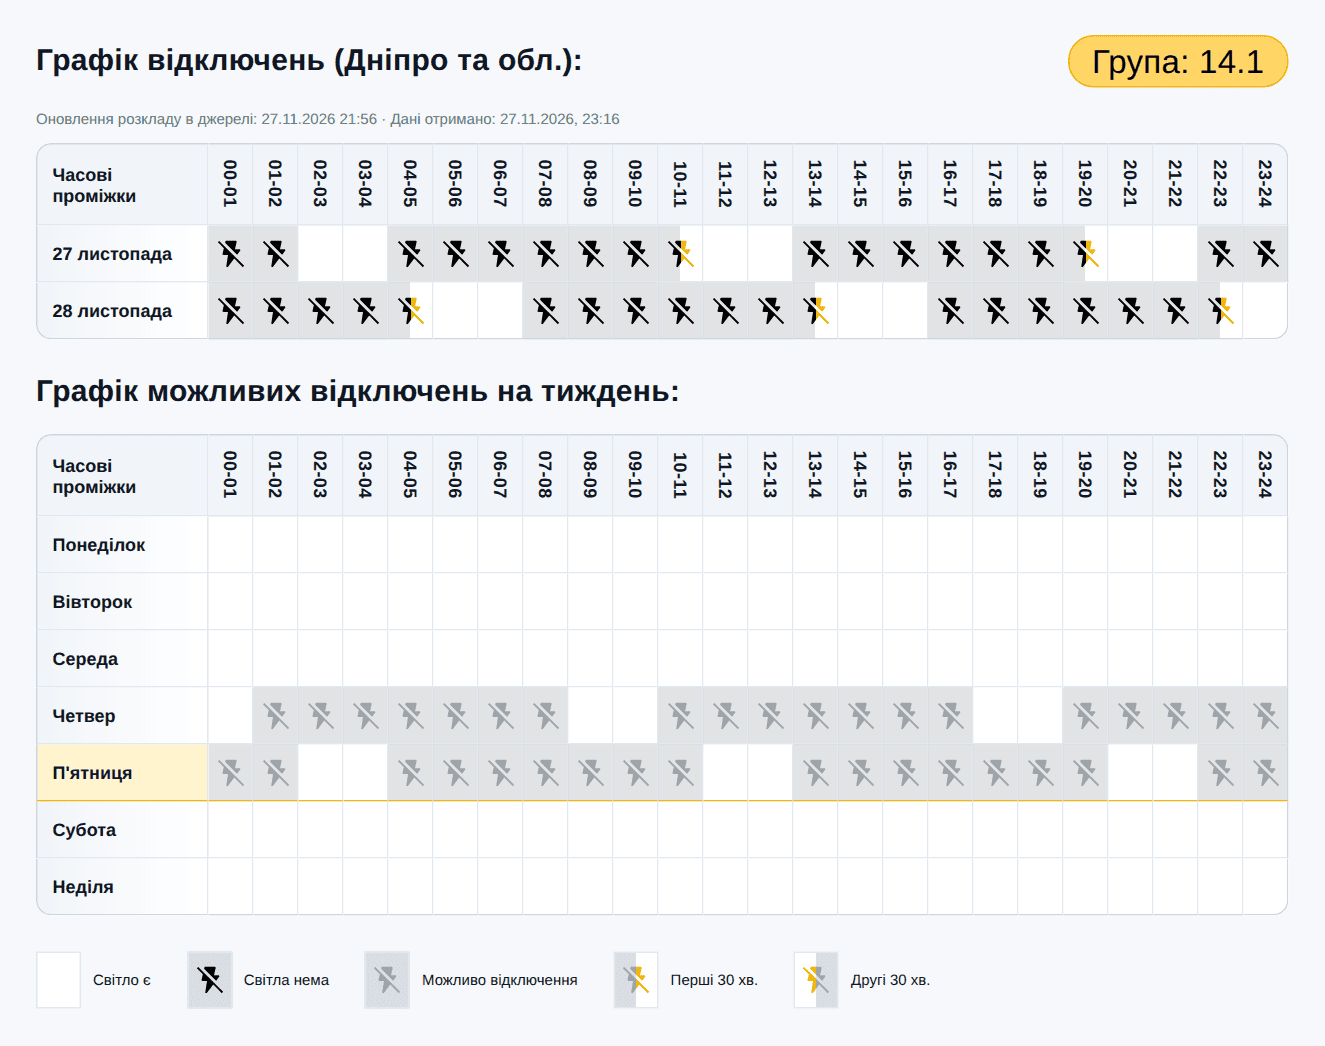 Графік відключень (Дніпро та обл.):
Група: 14.1
Оновлення розкладу в джерелі: 27.11.2026 21:56 · Дані отримано: 27.11.2026, 23:16
Часові проміжки 00-01 01-02 02-03 03-04 04-05 05-06 06-07 07-08 08-09 09-10 10-11 11-12 12-13 13-14 14-15 15-16 16-17 17-18 18-19 19-20 20-21 21-22 22-23 23-24
27 листопада
28 листопада
Графік можливих відключень на тиждень:
Часові проміжки 00-01 01-02 02-03 03-04 04-05 05-06 06-07 07-08 08-09 09-10 10-11 11-12 12-13 13-14 14-15 15-16 16-17 17-18 18-19 19-20 20-21 21-22 22-23 23-24
Понеділок
Вівторок
Середа
Четвер
П'ятниця
Субота
Неділя
Світло є Світла нема Можливо відключення Перші 30 хв. Другі 30 хв.